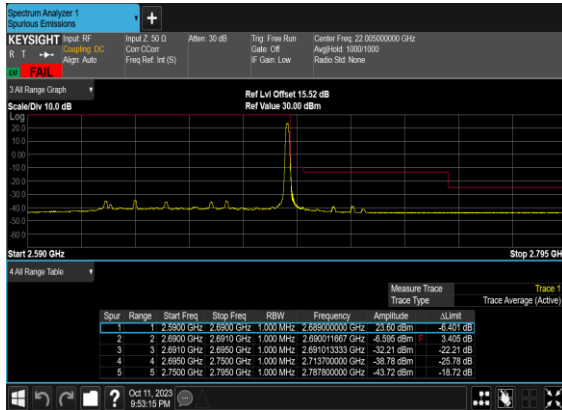 Spectrum Analyzer 1
Spurious Emissions
+
KEYSIGHT Input: RF Input Z: 50 Ω Atten: 30 dB Trig: Free Run Center Freq: 22.005000000 GHz
R T Coupling: DC Corr CCorr Gate: Off Avg|Hold: 1000/1000
Align: Auto Freq Ref: Int (S) IF Gain: Low Radio Std: None
FAIL
3 All Range Graph
Ref Lvl Offset 15.52 dB
Scale/Div 10.0 dB Ref Value 30.00 dBm
Log
20.0
10.0
0.00
-10.0
-20.0
-30.0
-40.0
-50.0
-60.0
Start 2.590 GHz Stop 2.795 GH
4 All Range Table
Measure Trace Trace 1
Trace Type Trace Average (Active)
Spur Range Start Freq Stop Freq RBW Frequency Amplitude ΔLimit
1 1 2.5900 GHz 2.6900 GHz 1.000 MHz 2.689000000 GHz 23.60 dBm -6.401 dB
2 2 2.6900 GHz 2.6910 GHz 1.000 MHz 2.690011667 GHz -6.595 dBm F 3.405 dB
3 3 2.6910 GHz 2.6950 GHz 1.000 MHz 2.691013333 GHz -32.21 dBm -22.21 dB
4 4 2.6950 GHz 2.7500 GHz 1.000 MHz 2.713700000 GHz -38.78 dBm -25.78 dB
5 5 2.7500 GHz 2.7950 GHz 1.000 MHz 2.787800000 GHz -43.72 dBm -18.72 dB
? Oct 11, 2023
9:53:15 PM